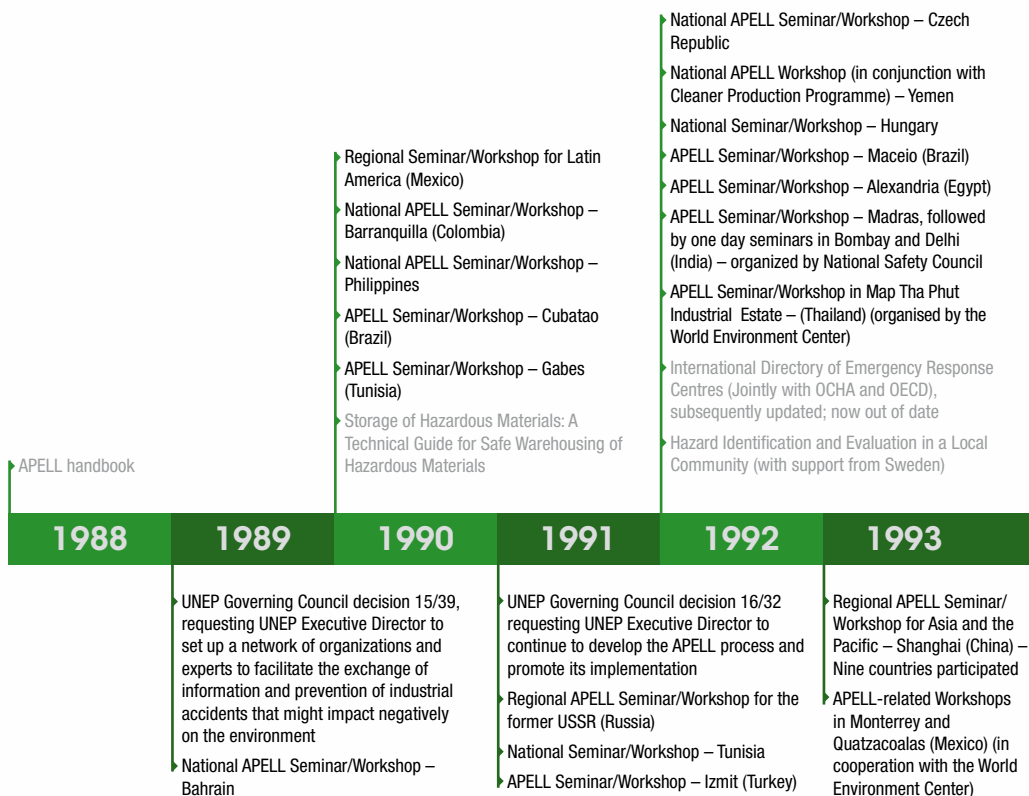 National APELL Seminar/Workshop – Czech
Republic
National APELL Workshop (in conjunction with
Cleaner Production Programme) – Yemen
National Seminar/Workshop – Hungary
APELL Seminar/Workshop – Maceio (Brazil)
APELL Seminar/Workshop – Alexandria (Egypt)
APELL Seminar/Workshop – Madras, followed
by one day seminars in Bombay and Delhi
(India) – organized by National Safety Council
APELL Seminar/Workshop in Map Tha Phut
Industrial Estate – (Thailand) (organised by the
World Environment Center)
International Directory of Emergency Response
Centres (Jointly with OCHA and OECD),
subsequently updated; now out of date
Hazard Identification and Evaluation in a Local
Community (with support from Sweden)
Regional Seminar/Workshop for Latin
America (Mexico)
National APELL Seminar/Workshop –
Barranquilla (Colombia)
National APELL Seminar/Workshop –
Philippines
APELL Seminar/Workshop – Cubatao
(Brazil)
APELL Seminar/Workshop – Gabes
(Tunisia)
Storage of Hazardous Materials: A
Technical Guide for Safe Warehousing of
Hazardous Materials
APELL handbook
1988 1989 1990 1991 1992 1993
UNEP Governing Council decision 15/39,
requesting UNEP Executive Director to
set up a network of organizations and
experts to facilitate the exchange of
information and prevention of industrial
accidents that might impact negatively
on the environment
National APELL Seminar/Workshop –
Bahrain
UNEP Governing Council decision 16/32
requesting UNEP Executive Director to
continue to develop the APELL process and
promote its implementation
Regional APELL Seminar/Workshop for the
former USSR (Russia)
National Seminar/Workshop – Tunisia
APELL Seminar/Workshop – Izmit (Turkey)
Regional APELL Seminar/
Workshop for Asia and the
Pacific – Shanghai (China) –
Nine countries participated
APELL-related Workshops
in Monterrey and
Quatzacoalas (Mexico) (in
cooperation with the World
Environment Center)